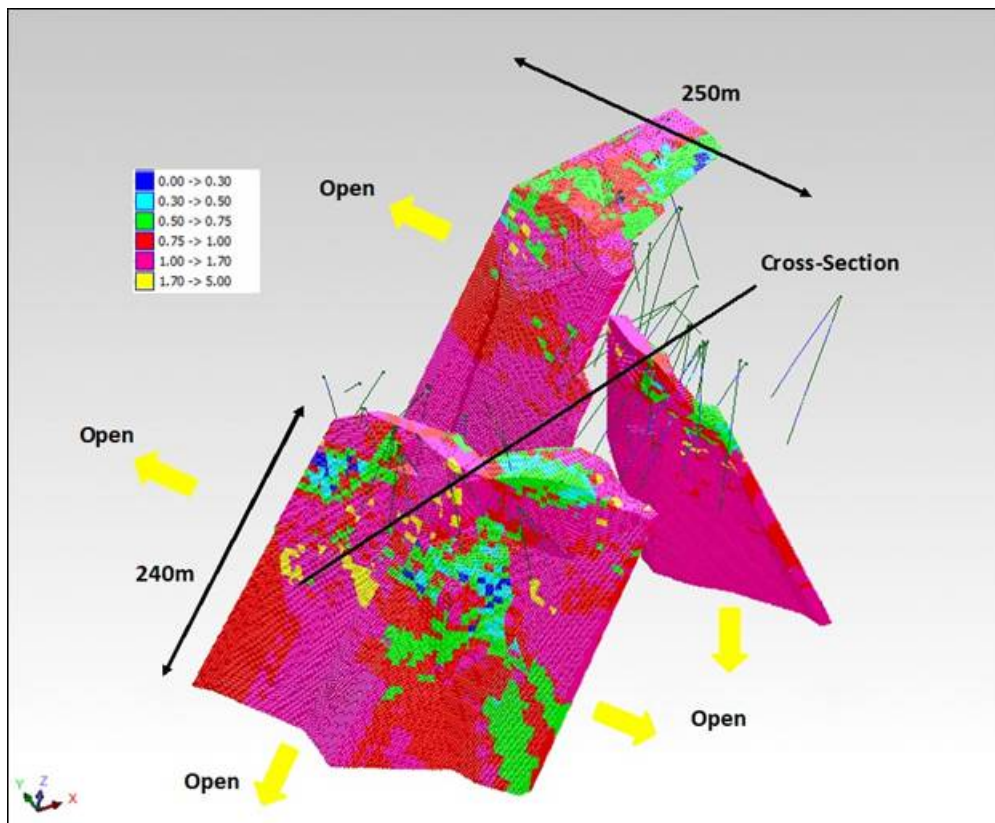 250m
Open
0.00 -> 0.30
0.30 -> 0.50
0.50 -> 0.75
0.75 -> 1.00
1.00 -> 1.70
1.70 -> 5.00
Cross-Section
Open
240m
Open
Open
Y Z X